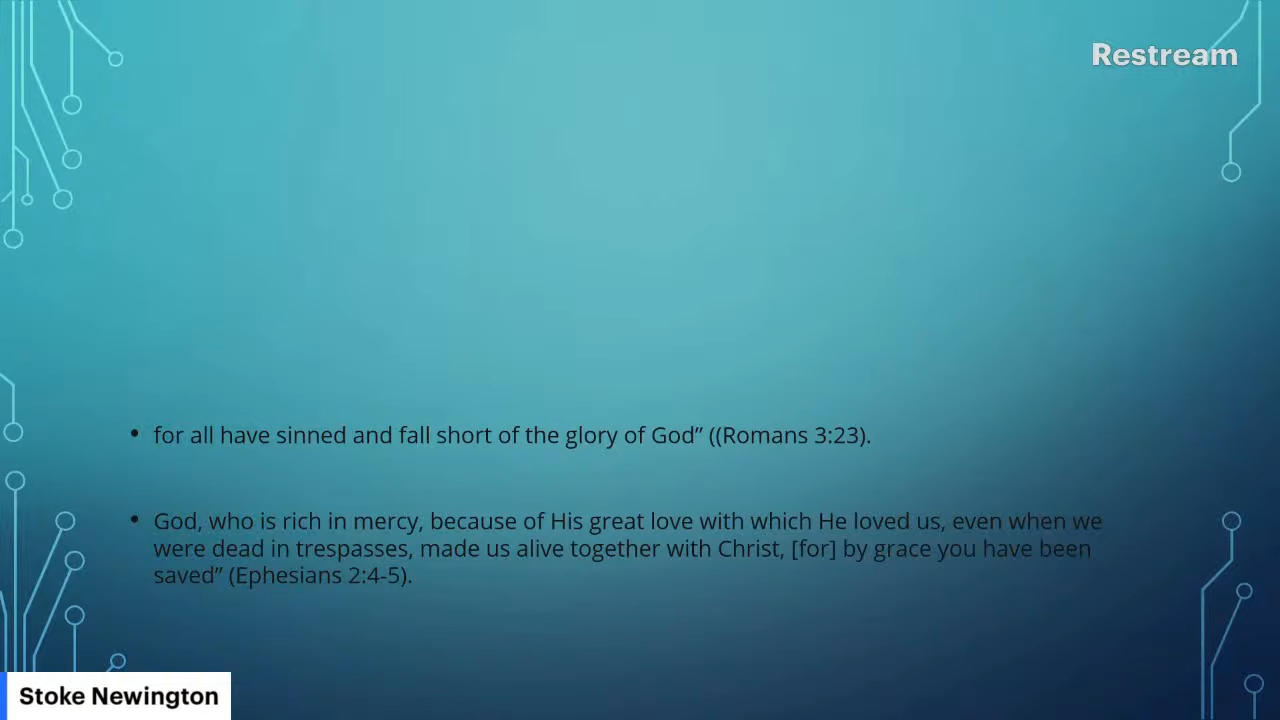 Restream
• for all have sinned and fall short of the glory of God” ((Romans 3:23).
• God, who is rich in mercy, because of His great love with which He loved us, even when we
were dead in trespasses, made us alive together with Christ, [for] by grace you have been
saved” (Ephesians 2:4-5).
Stoke Newington